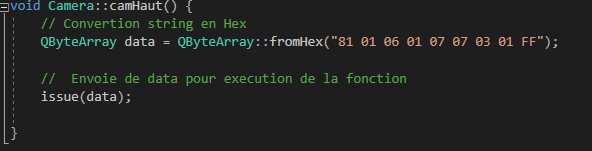 void Camera::camHaut() {
// Convertion string en Hex
QByteArray data = QByteArray::fromHex("81 01 06 01 07 07 03 01 FF");
//  Envoie de data pour execution de la fonction
issue(data);
}